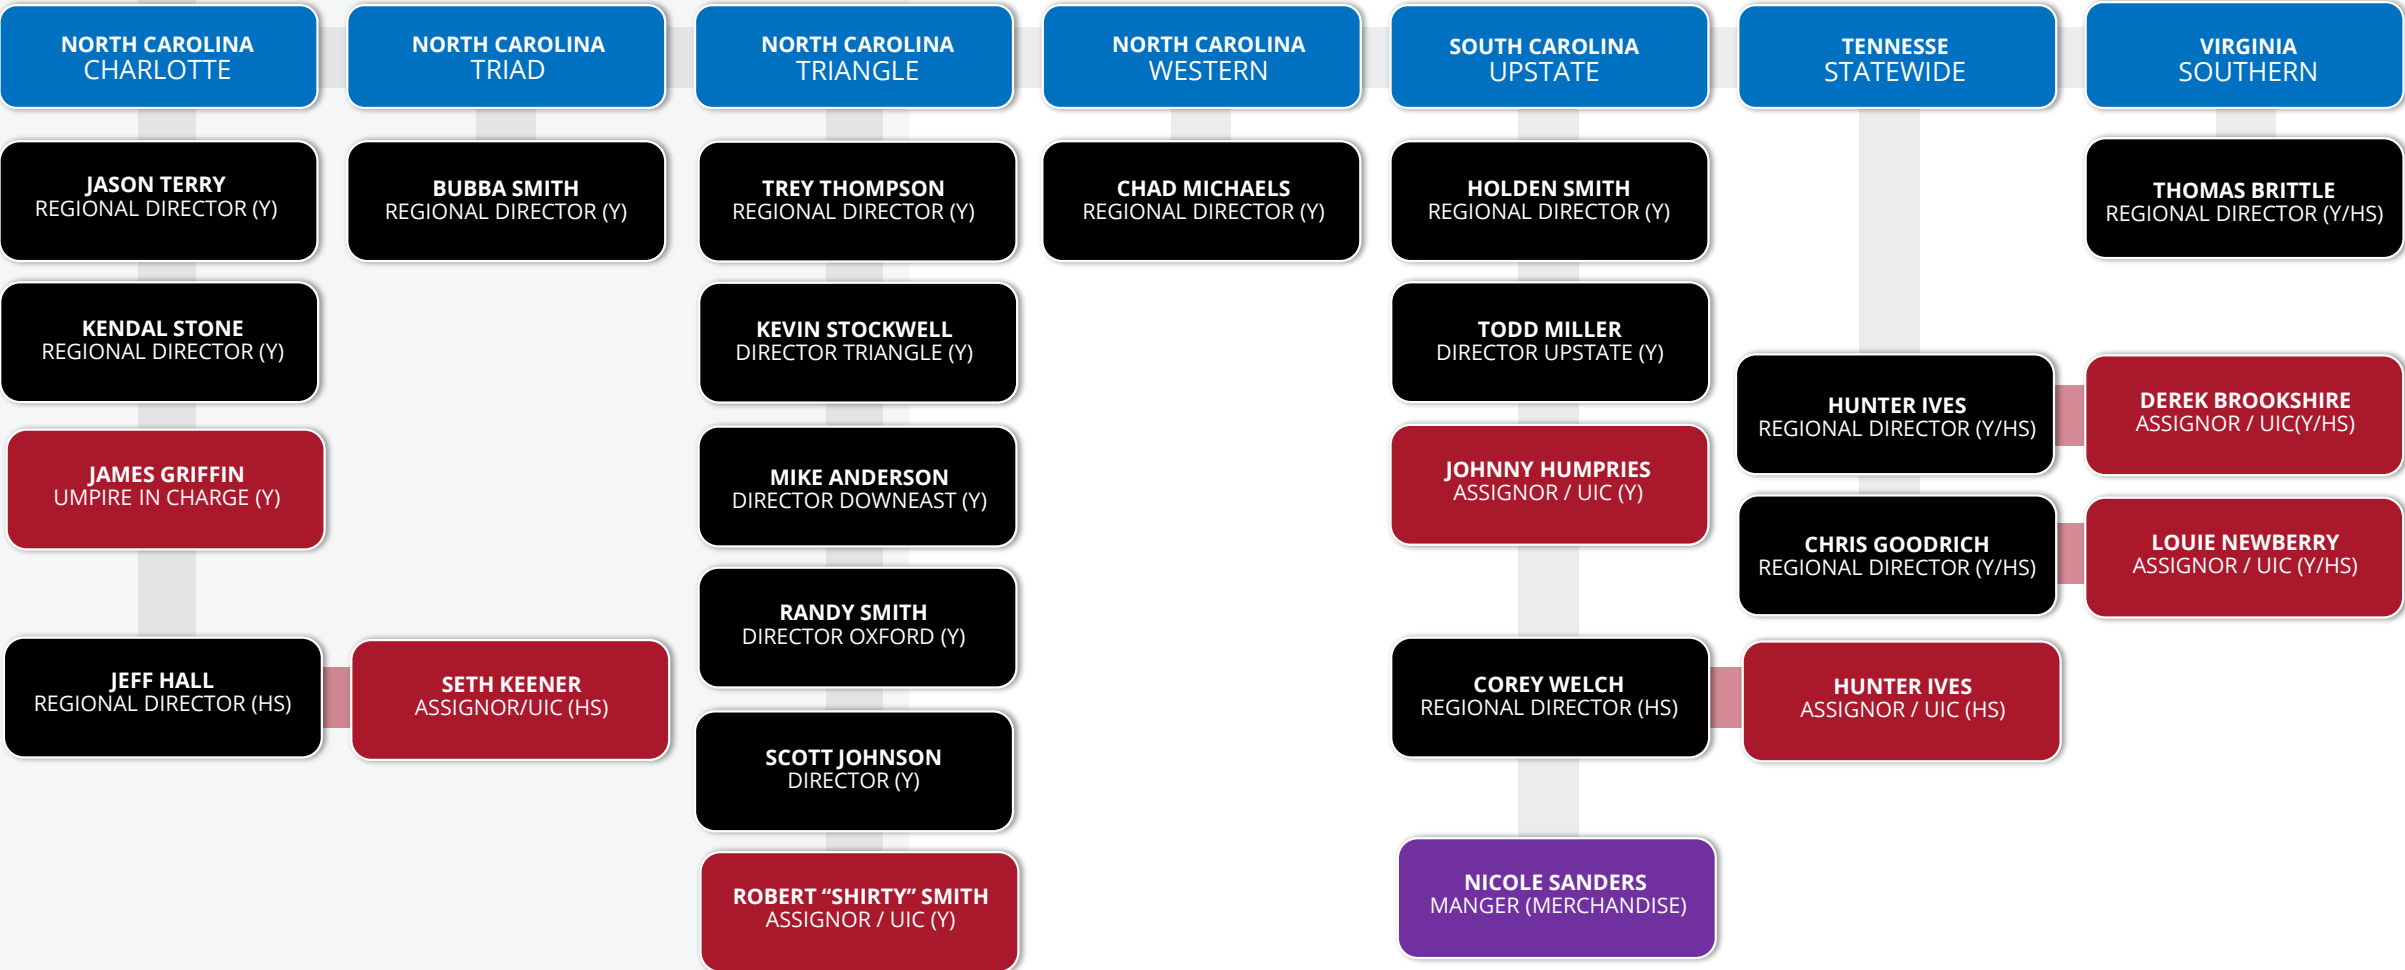 NORTH CAROLINA
CHARLOTTE
NORTH CAROLINA
TRIAD
NORTH CAROLINA
TRIANGLE
NORTH CAROLINA
WESTERN
SOUTH CAROLINA
UPSTATE
TENNESSE
STATEWIDE
VIRGINIA
SOUTHERN
JASON TERRY
REGIONAL DIRECTOR (Y)
BUBBA SMITH
REGIONAL DIRECTOR (Y)
TREY THOMPSON
REGIONAL DIRECTOR (Y)
CHAD MICHAELS
REGIONAL DIRECTOR (Y)
HOLDEN SMITH
REGIONAL DIRECTOR (Y)
THOMAS BRITTLE
REGIONAL DIRECTOR (Y/HS)
KENDAL STONE
REGIONAL DIRECTOR (Y)
KEVIN STOCKWELL
DIRECTOR TRIANGLE (Y)
TODD MILLER
DIRECTOR UPSTATE (Y)
HUNTER IVES
REGIONAL DIRECTOR (Y/HS)
DEREK BROOKSHIRE
ASSIGNOR / UIC(Y/HS)
JAMES GRIFFIN
UMPIRE IN CHARGE (Y)
MIKE ANDERSON
DIRECTOR DOWNEAST (Y)
JOHNNY HUMPRIES
ASSIGNOR / UIC (Y)
CHRIS GOODRICH
REGIONAL DIRECTOR (Y/HS)
LOUIE NEWBERRY
ASSIGNOR / UIC (Y/HS)
RANDY SMITH
DIRECTOR OXFORD (Y)
JEFF HALL
REGIONAL DIRECTOR (HS)
SETH KEENER
ASSIGNOR/UIC (HS)
COREY WELCH
REGIONAL DIRECTOR (HS)
HUNTER IVES
ASSIGNOR / UIC (HS)
SCOTT JOHNSON
DIRECTOR (Y)
ROBERT “SHIRTY” SMITH
ASSIGNOR / UIC (Y)
NICOLE SANDERS
MANGER (MERCHANDISE)